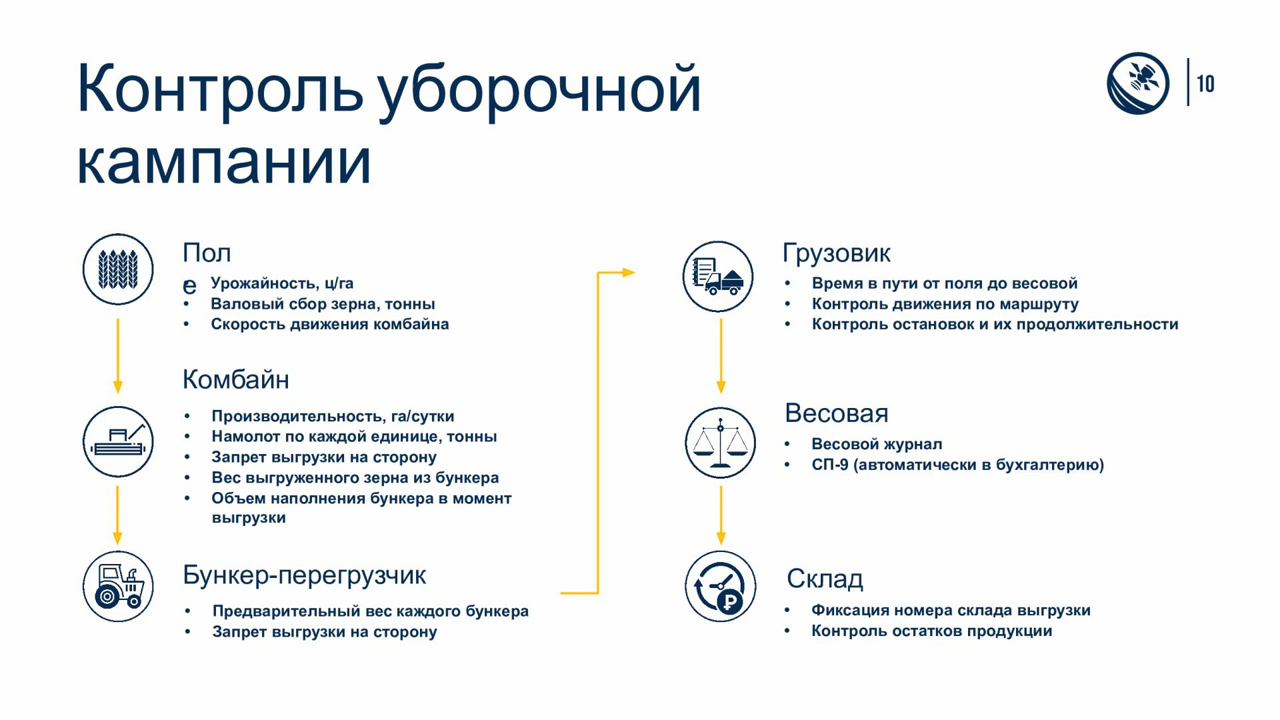 Контроль уборочной
кампании
10
Пол
е
• Урожайность, ц/га
• Валовый сбор зерна, тонны
• Скорость движения комбайна
Комбайн
• Производительность, га/сутки
• Намолот по каждой единице, тонны
• Запрет выгрузки на сторону
• Вес выгруженного зерна из бункера
• Объем наполнения бункера в момент
выгрузки
Бункер-перегрузчик
• Предварительный вес каждого бункера
• Запрет выгрузки на сторону
Грузовик
• Время в пути от поля до весовой
• Контроль движения по маршруту
• Контроль остановок и их продолжительности
Весовая
• Весовой журнал
• СП-9 (автоматически в бухгалтерию)
Склад
• Фиксация номера склада выгрузки
• Контроль остатков продукции